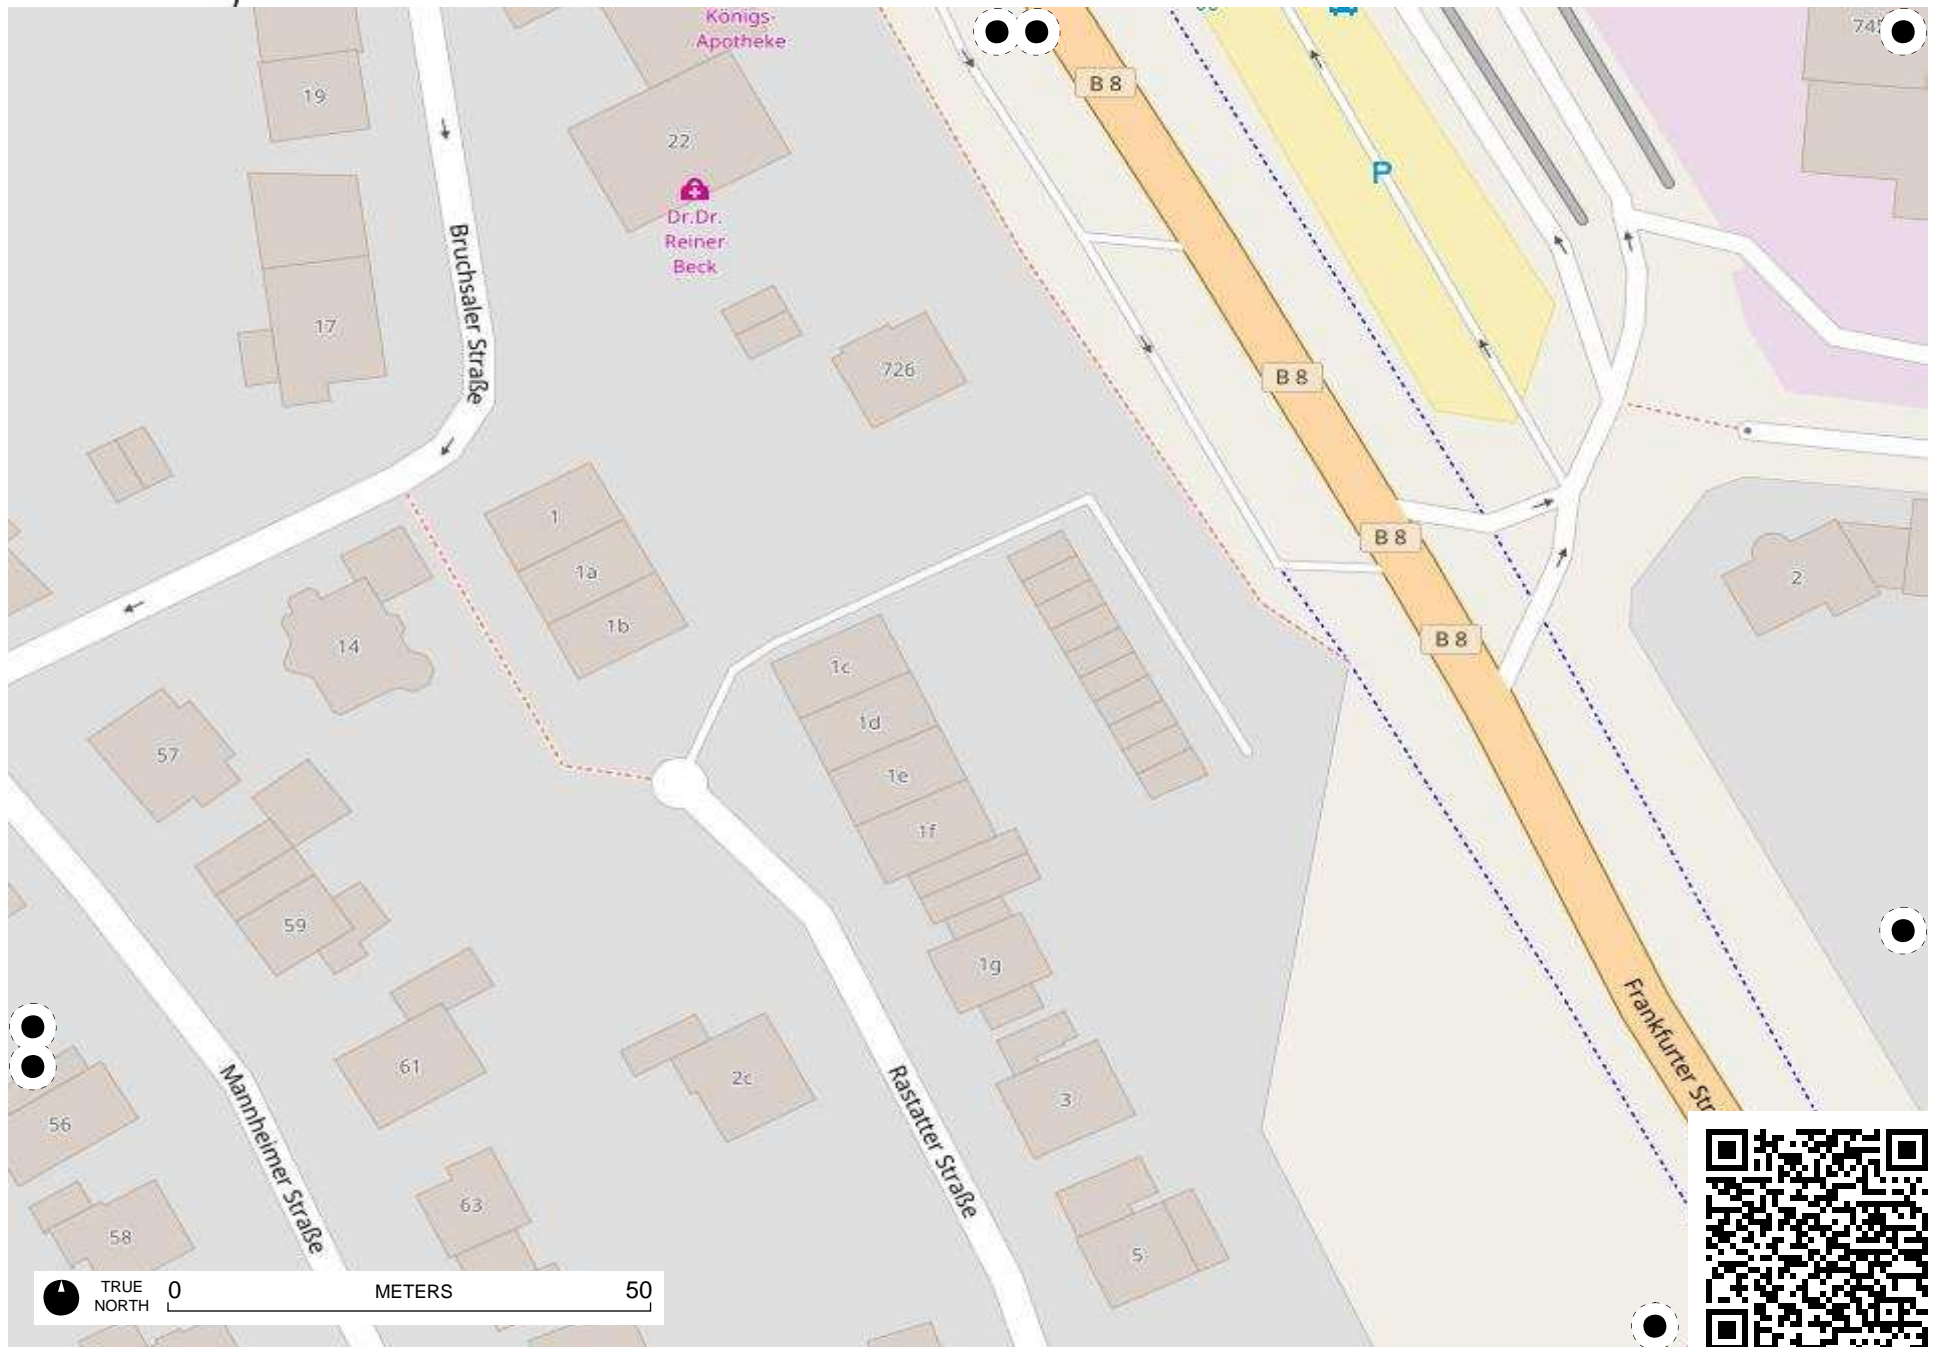 Königs-
Apotheke
19
22
B 8
P
Dr.Dr.
Reiner
Beck
Bruchsaler Straße
17
726
B 8
1
1a
1b
B 8
2
14
1c
B 8
57
1d
1e
1f
59
1g
61
2c
3
56
Mannheimer Straße
Rastatter Straße
Frankfurter Str
63
58
5
TRUE
NORTH
0 METERS 50